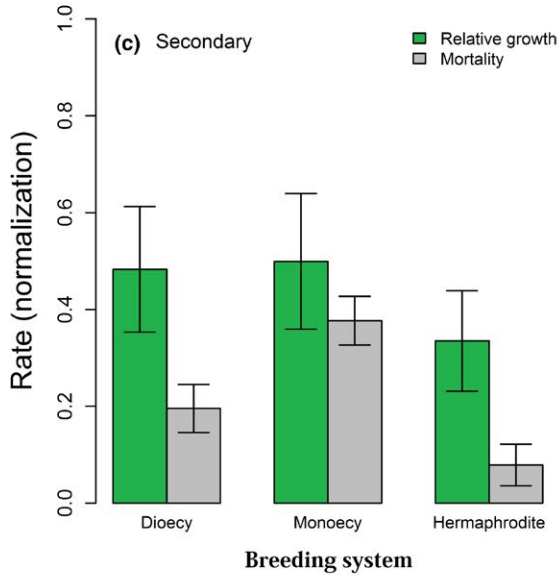 (c) Secondary
Relative growth
Mortality
Rate (normalization)
1.0
0.8
0.6
0.4
0.2
0.0
Dioecy
Monoecy
Hermaphrodite
Breeding system